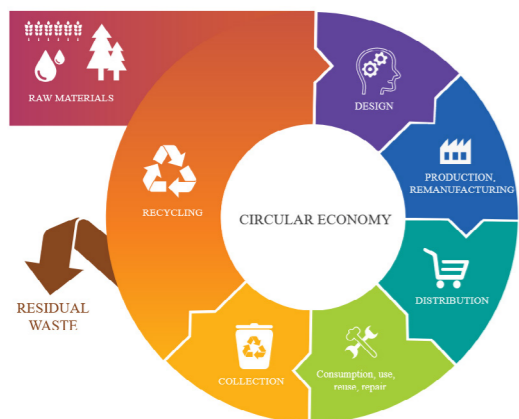 RAW MATERIALS
DESIGN
PRODUCTION,
REMANUFACTURING
RECYCLING
CIRCULAR ECONOMY
DISTRIBUTION
RESIDUAL
WASTE
COLLECTION
Consumption, use,
reuse, repair